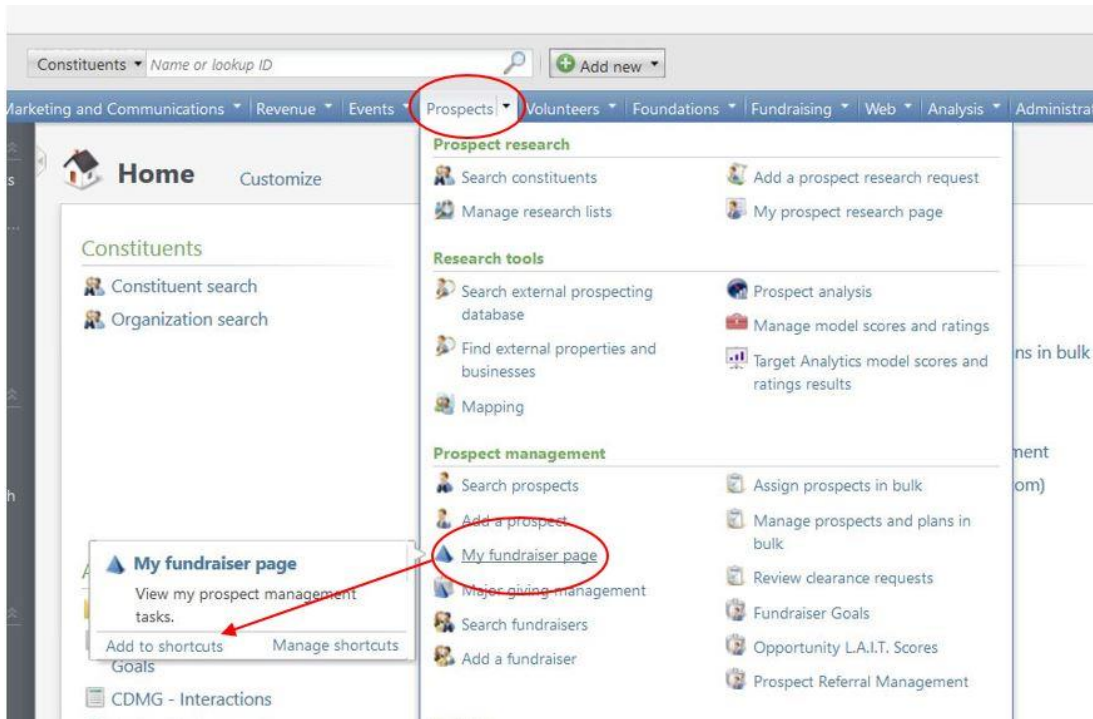 Constituents
Name or lookup ID
Add new
Marketing and Communications
Revenue
Events
Prospects
Volunteers
Foundations
Fundraising
Web
Analysis
Home
Customize
Constituents
Constituent search
Organization search
Prospect research
Search constituents
Manage research lists
Add a prospect research request
My prospect research page
Research tools
Search external prospecting
database
Find external properties and
businesses
Mapping
Prospect analysis
Manage model scores and ratings
Target Analytics model scores and
ratings results
Prospect management
Search prospects
Add a prospect
My fundraiser page
Major giving management
Search fundraisers
Add a fundraiser
Assign prospects in bulk
Manage prospects and plans in
bulk
Review clearance requests
Fundraiser Goals
Opportunity L.A.I.T. Scores
Prospect Referral Management
My fundraiser page
View my prospect management
tasks.
Add to shortcuts
Manage shortcuts
Goals
CDMG - Interactions
in bulk